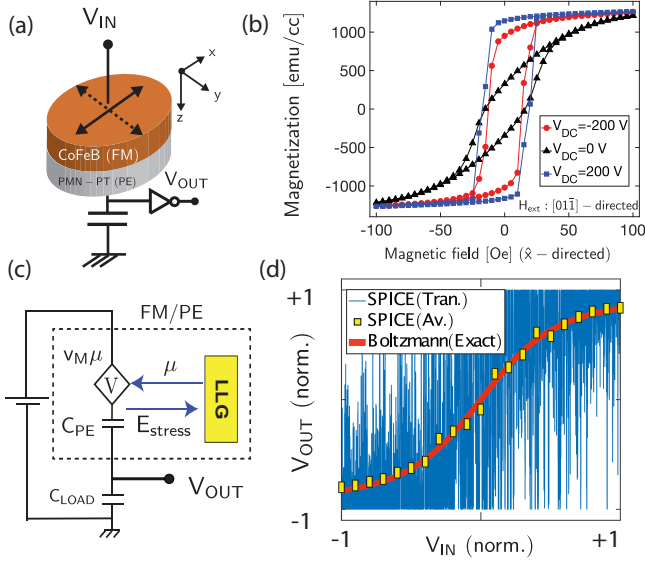 (a)
V_IN
x
y
z
CoFeB (FM)
PMN-PT (PE)
V_OUT
(b)
Magnetization [emu/cc]
1000
500
0
-500
-1000
V_DC=-200 V
V_DC=0 V
V_DC=200 V
H_ext : [011̄] - directed
-100 -50 0 50 100
Magnetic field [Oe] (x̂ - directed)
(c)
FM/PE
v_M μ
V
μ
LLG
C_PE
E_stress
V_OUT
C_LOAD
(d)
+1
SPICE(Tran.)
SPICE(Av.)
Boltzmann(Exact)
V_OUT (norm.)
-1
-1 V_IN (norm.) +1